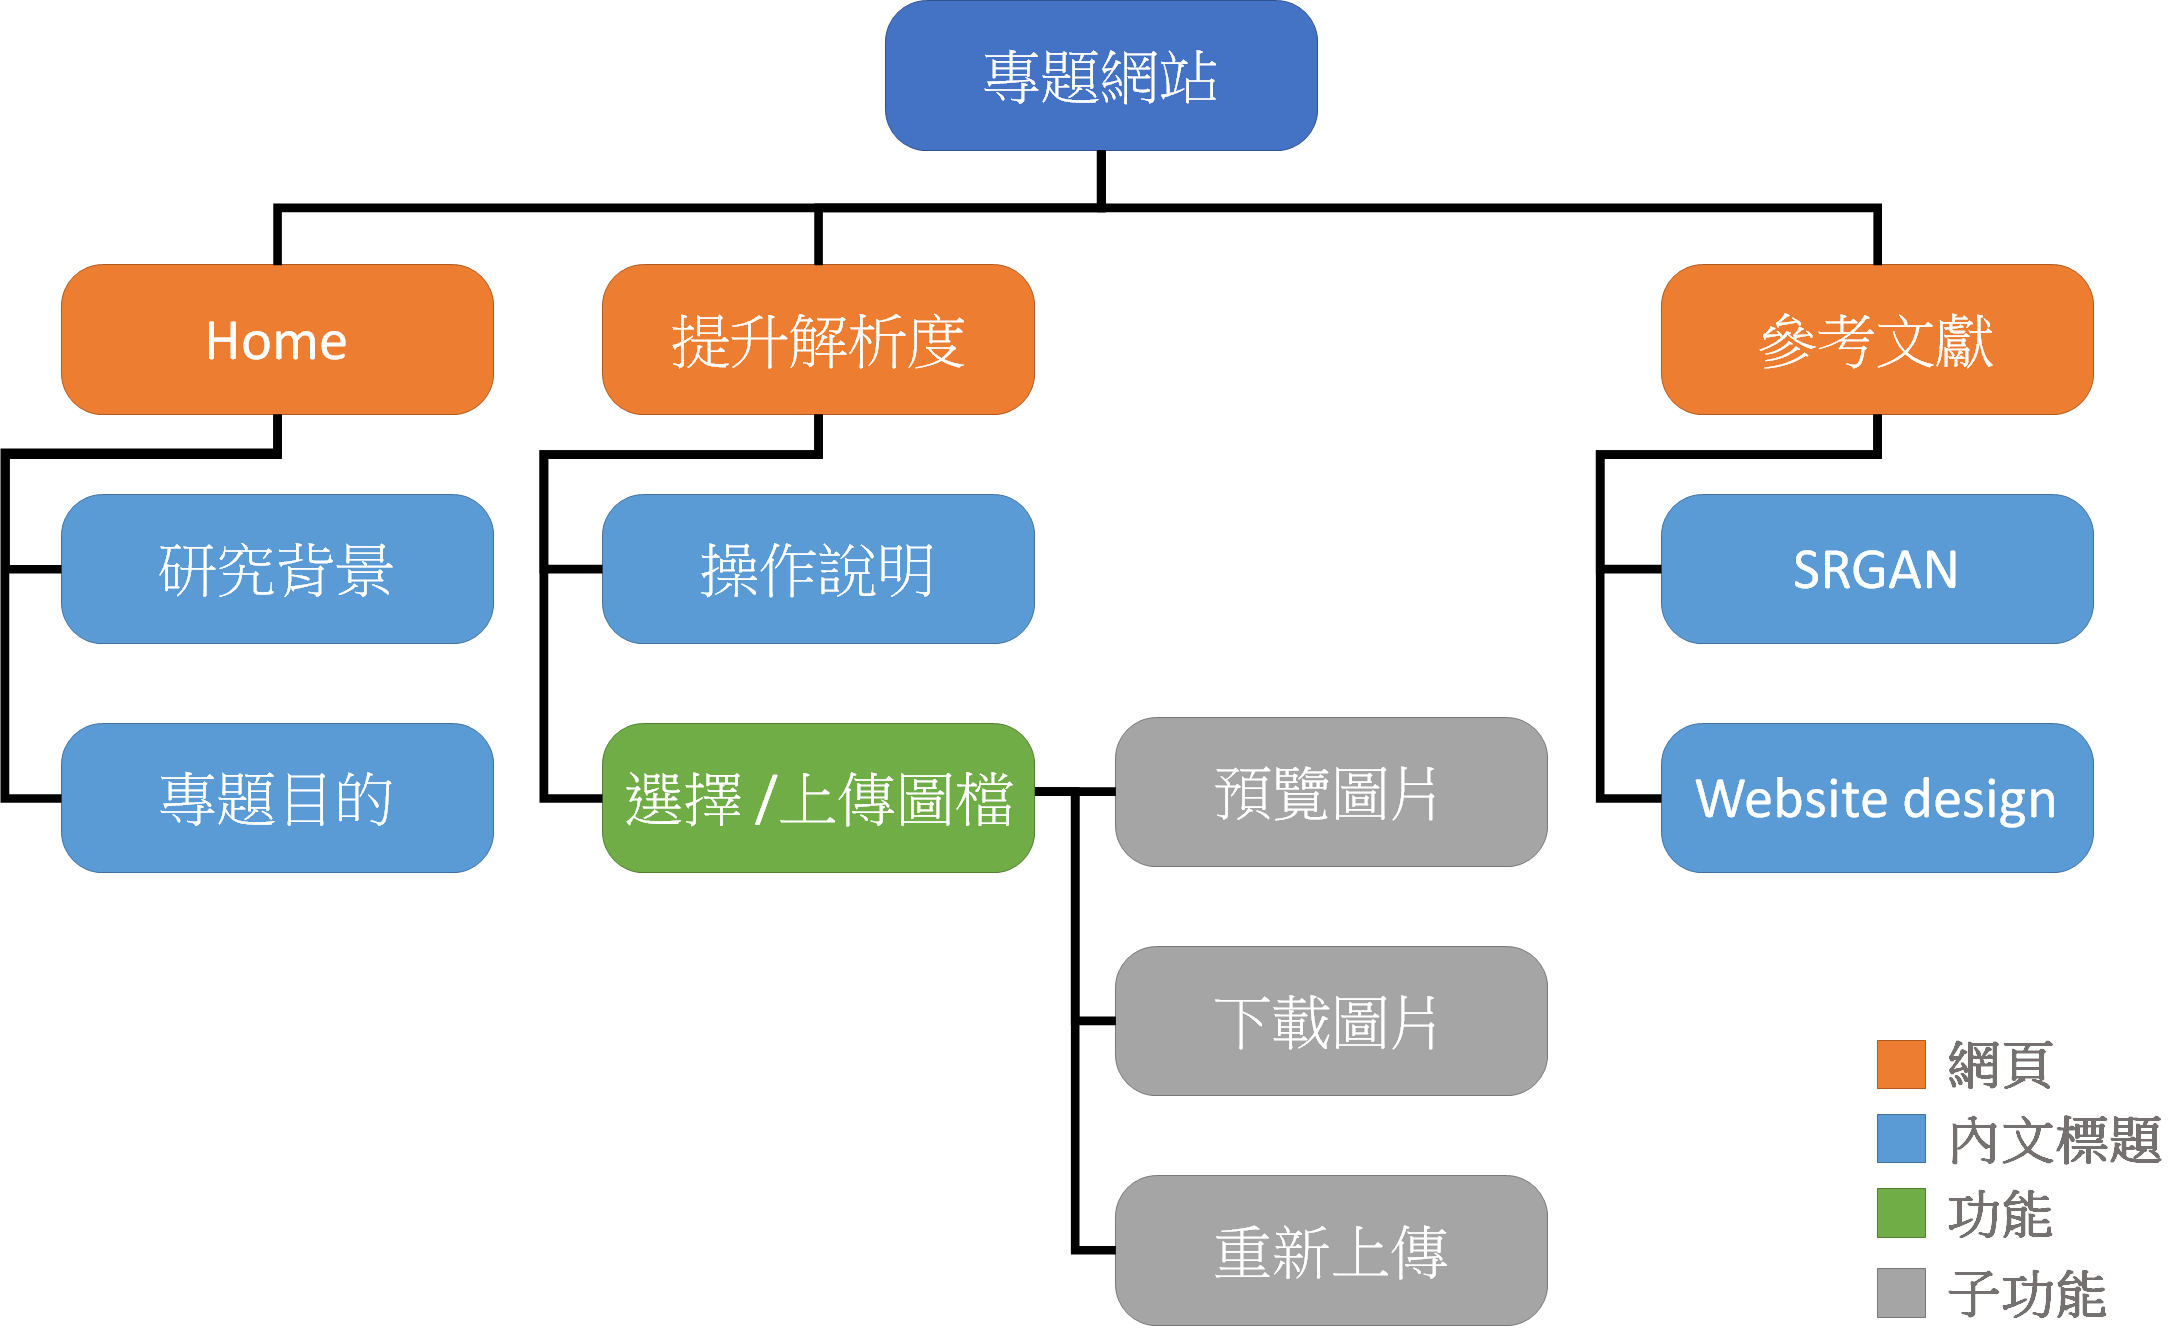 專題網站
Home
提升解析度
參考文獻
研究背景
操作說明
SRGAN
專題目的
選擇 /上傳圖檔
預覽圖片
Website design
下載圖片
重新上傳
網頁
內文標題
功能
子功能